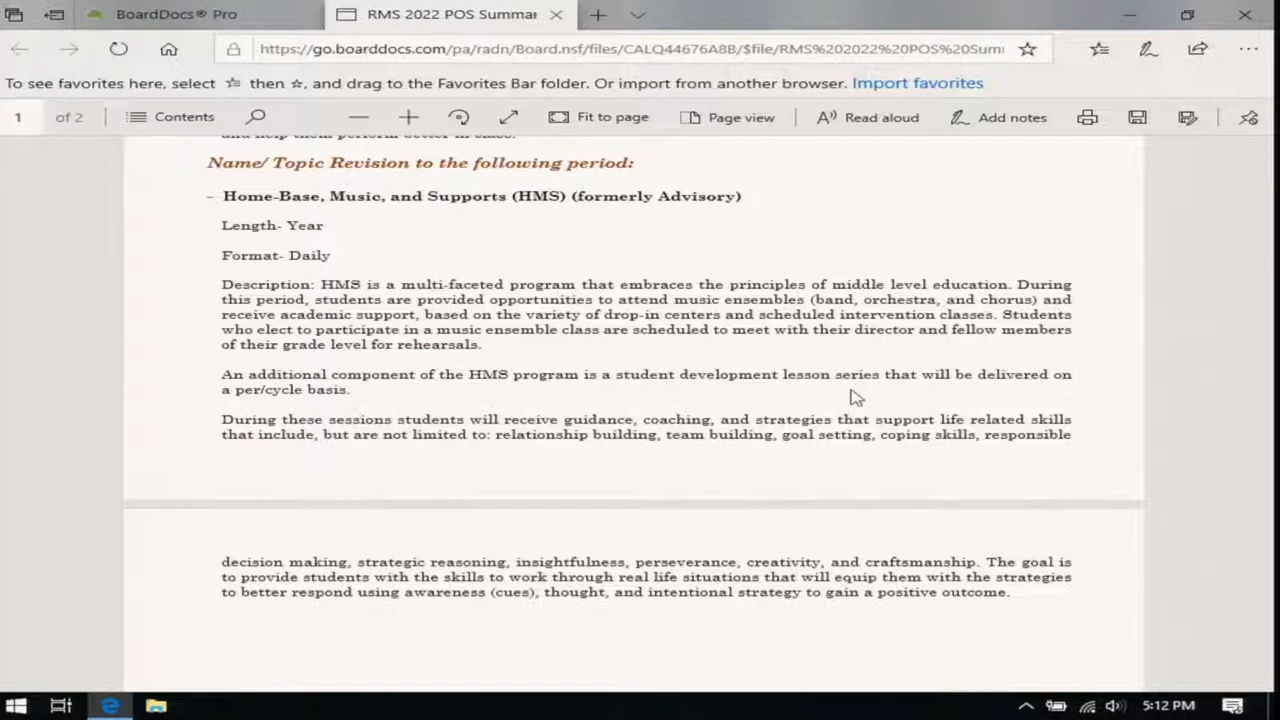 BoardDocs® Pro
RMS 2022 POS Summar
https://go.boarddocs.com/pa/radn/Board.nsf/files/CALQ44676A8B/$file/RMS%202022%20POS%20Sumi
To see favorites here, select then ☆, and drag to the Favorites Bar folder. Or import from another browser. Import favorites
1 of 2 Contents Fit to page Page view Read aloud Add notes
and help them perform better in class.
Name/ Topic Revision to the following period:
- Home-Base, Music, and Supports (HMS) (formerly Advisory)
Length- Year
Format- Daily
Description: HMS is a multi-faceted program that embraces the principles of middle level education. During
this period, students are provided opportunities to attend music ensembles (band, orchestra, and chorus) and
receive academic support, based on the variety of drop-in centers and scheduled intervention classes. Students
who elect to participate in a music ensemble class are scheduled to meet with their director and fellow members
of their grade level for rehearsals.
An additional component of the HMS program is a student development lesson series that will be delivered on
a per/cycle basis.
During these sessions students will receive guidance, coaching, and strategies that support life related skills
that include, but are not limited to: relationship building, team building, goal setting, coping skills, responsible
decision making, strategic reasoning, insightfulness, perseverance, creativity, and craftsmanship. The goal is
to provide students with the skills to work through real life situations that will equip them with the strategies
to better respond using awareness (cues), thought, and intentional strategy to gain a positive outcome.
5:12 PM